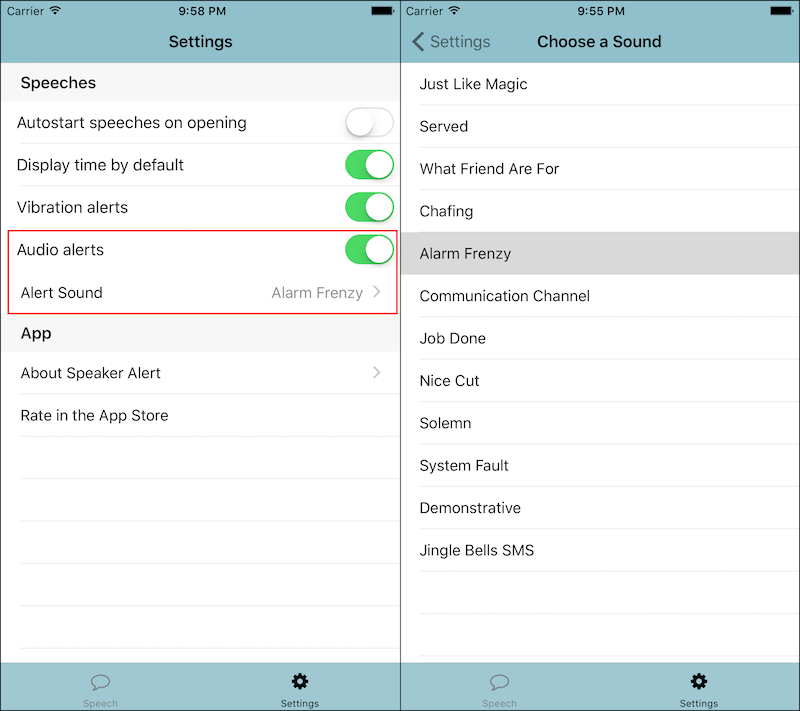 Carrier 9:58 PM
Settings
Speeches
Autostart speeches on opening
Display time by default
Vibration alerts
Audio alerts
Alert Sound Alarm Frenzy
App
About Speaker Alert
Rate in the App Store
Speech Settings
Carrier 9:55 PM
Settings Choose a Sound
Just Like Magic
Served
What Friend Are For
Chafing
Alarm Frenzy
Communication Channel
Job Done
Nice Cut
Solemn
System Fault
Demonstrative
Jingle Bells SMS
Speech Settings